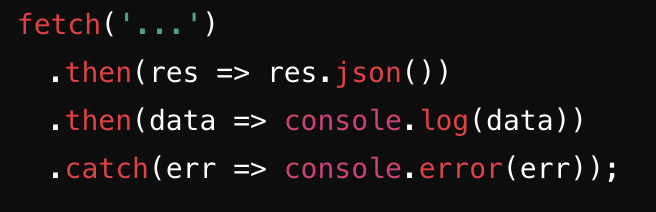 fetch('...')
  .then(res => res.json())
  .then(data => console.log(data))
  .catch(err => console.error(err));